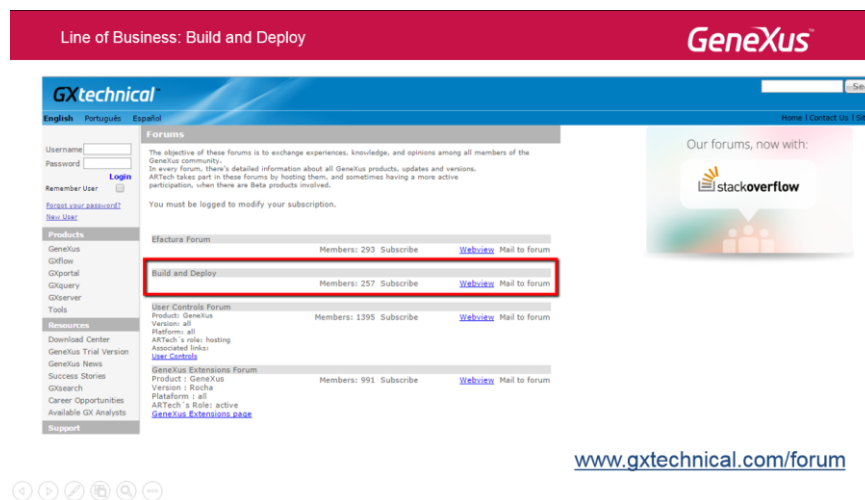 Line of Business: Build and Deploy
GeneXus™
GXtechnical™
English Português Español
Home | Contact Us |
Username
Password
Login
Remember User
Forgot your password?
New User
Products
GeneXus
GXflow
GXportal
GXquery
GXserver
Tools
Resources
Download Center
GeneXus Trial Version
GeneXus News
Success Stories
GXsearch
Career Opportunities
Available GX Analysts
Support
Forums
The objective of these forums is to exchange experiences, knowledge, and opinions among all members of the
GeneXus community.
In every forum, there's detailed information about all GeneXus products, updates and versions.
ARTech takes part in these forums by hosting them, and sometimes having a more active
participation, when there are Beta products involved.
You must be logged to modify your subscription.
Efactura Forum
Members: 293 Subscribe Webview Mail to forum
Build and Deploy
Members: 257 Subscribe Webview Mail to forum
User Controls Forum
Product: GeneXus
Version: all
Platform: all
ARTech´s role: hosting
Associated links:
User Controls
Members: 1395 Subscribe Webview Mail to forum
GeneXus Extensions Forum
Product : GeneXus
Version : Rocha
Plataform : all
ARTech´s Role: active
GeneXus Extensions page
Members: 991 Subscribe Webview Mail to forum
Our forums, now with:
stackoverflow
www.gxtechnical.com/forum